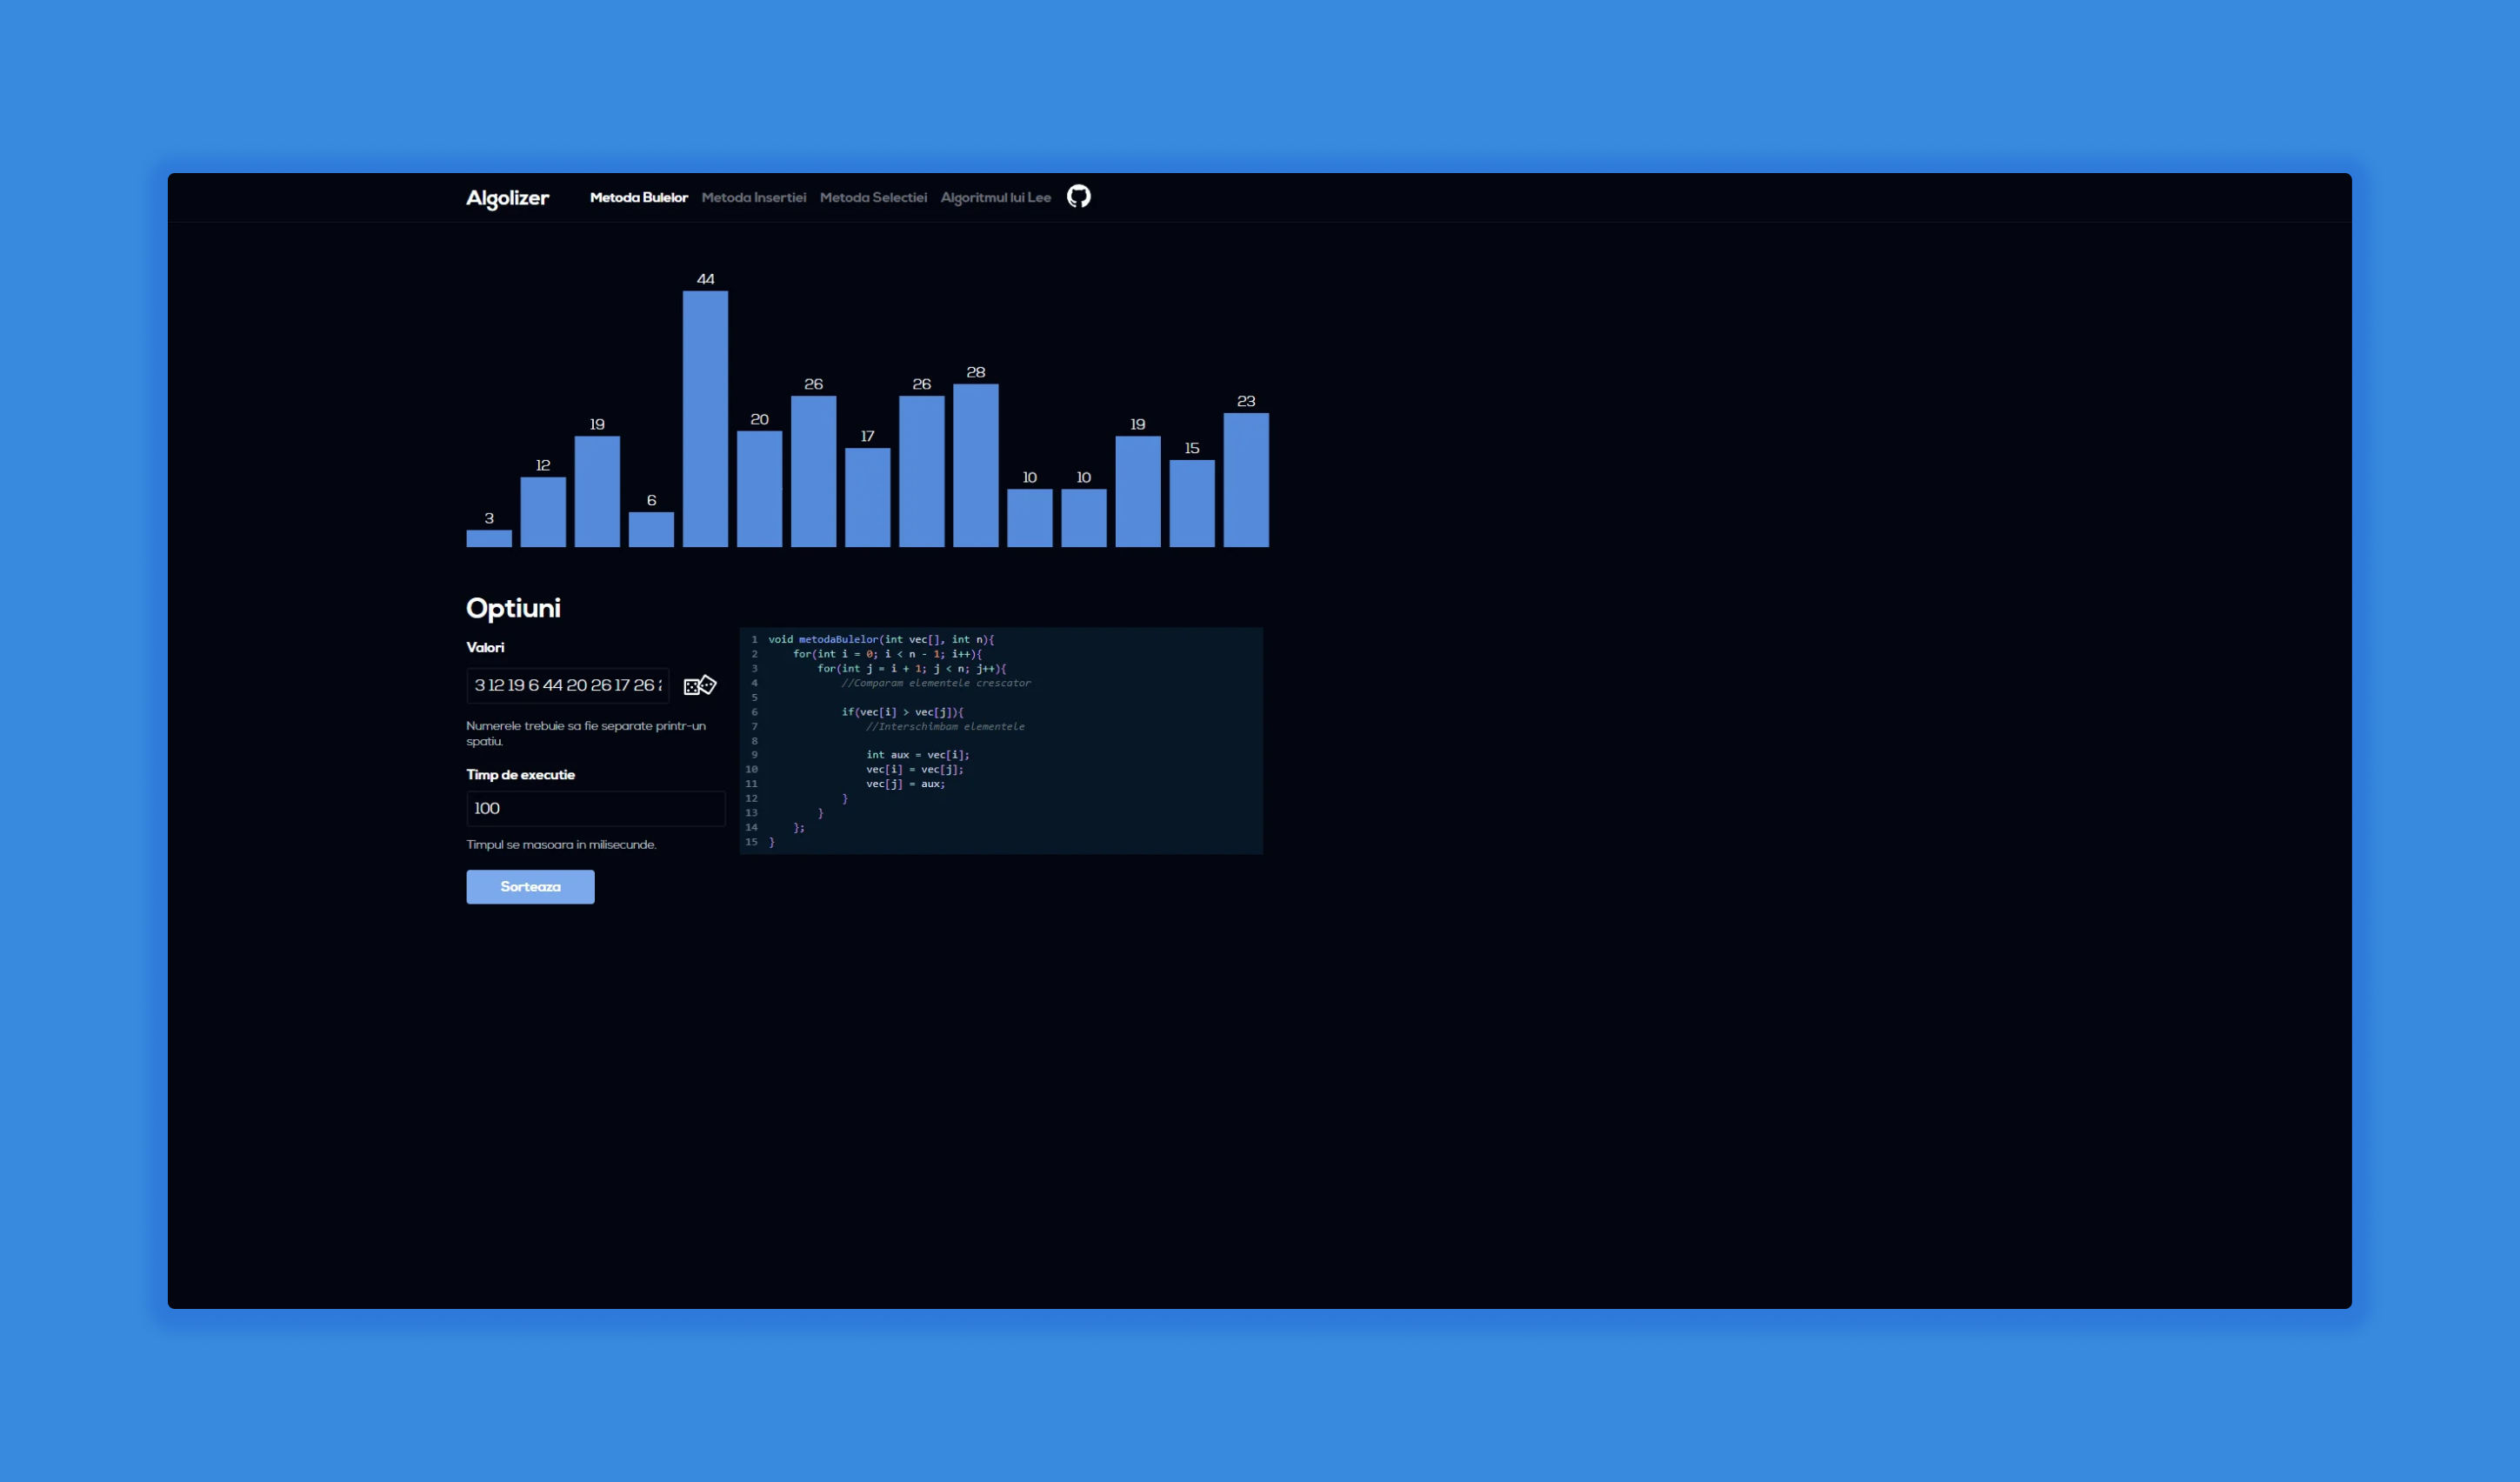 Algolizer Metoda Bulelor Metoda Insertiei Metoda Selectiei Algoritmul lui Lee
3 12 19 6 44 20 26 17 26 28 10 10 19 15 23
Optiuni
Valori
3 12 19 6 44 20 26 17 26
Numerele trebuie sa fie separate printr-un
spatiu.
Timp de executie
100
Timpul se masoara in milisecunde.
Sorteaza
1 void metodaBulelor(int vec[], int n){
2 for(int i = 0; i < n - 1; i++){
3 for(int j = i + 1; j < n; j++){
4 //Comparam elementele crescator
5
6 if(vec[i] > vec[j]){
7 //Interschimbam elementele
8
9 int aux = vec[i];
10 vec[i] = vec[j];
11 vec[j] = aux;
12 }
13 }
14 };
15 }